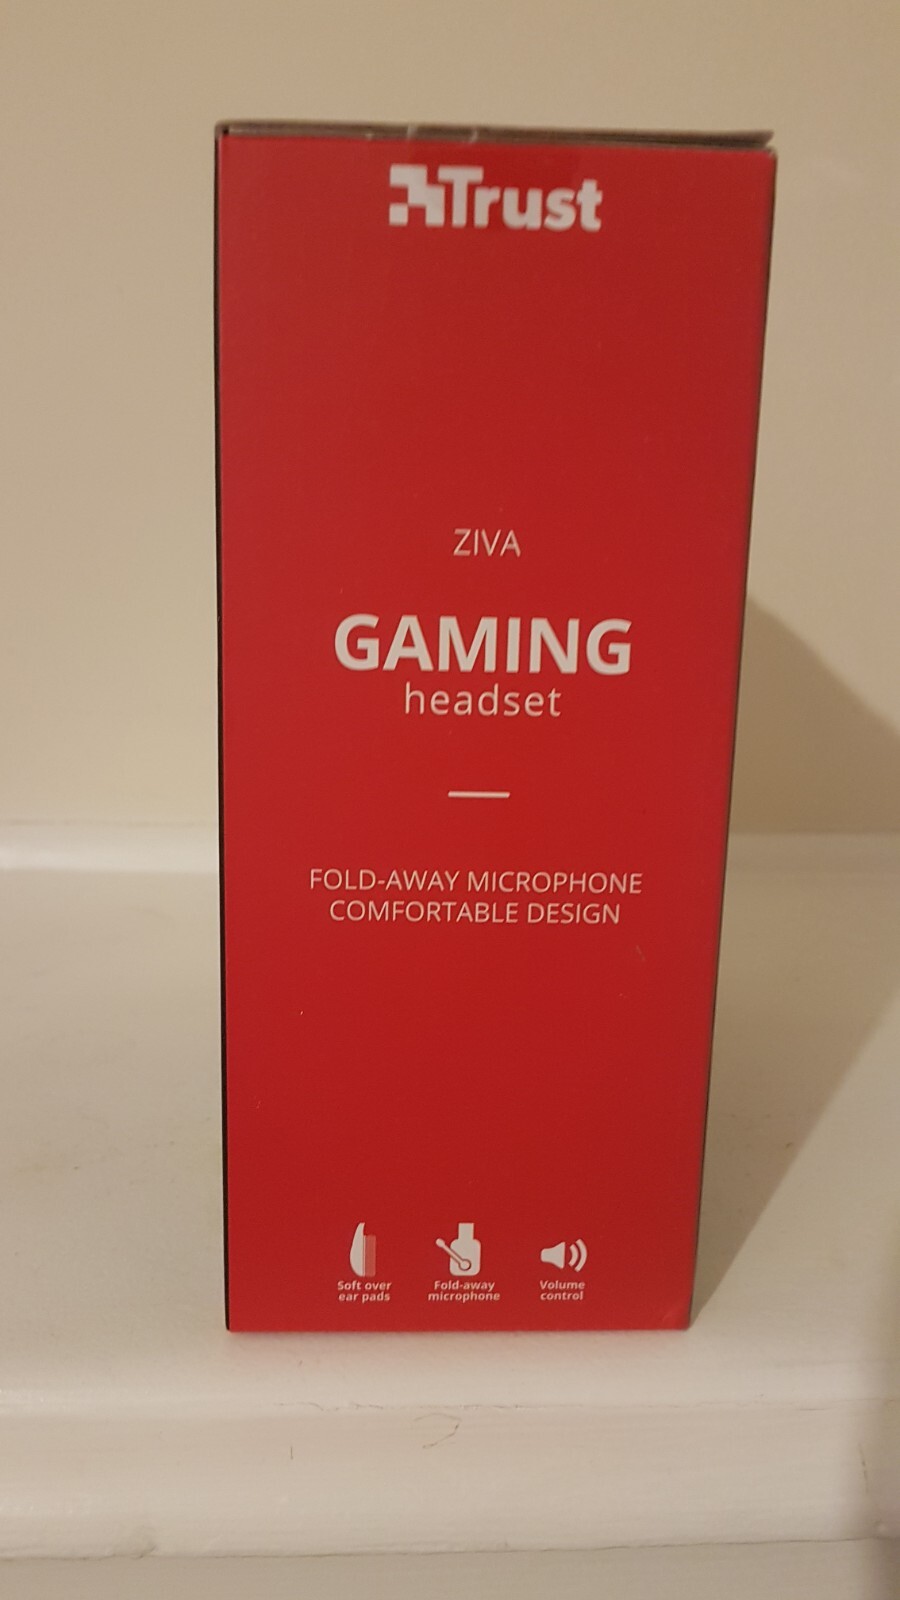 Trust
ZIVA
GAMING
headset
FOLD-AWAY MICROPHONE
COMFORTABLE DESIGN
Soft over
ear pads
Fold-away
microphone
Volume
control